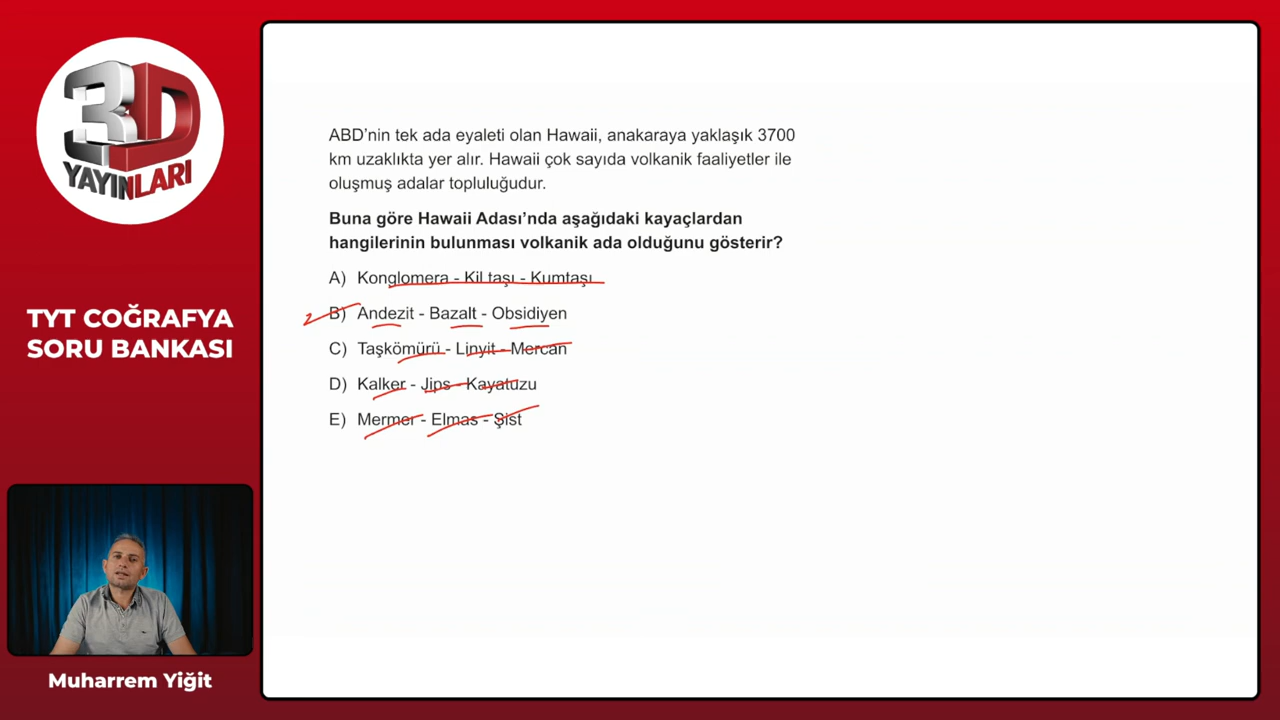 3D
YAYINLARI
TYT COĞRAFYA
SORU BANKASI
Muharrem Yiğit
ABD'nin tek ada eyaleti olan Hawaii, anakaraya yaklaşık 3700
km uzaklıkta yer alır. Hawaii çok sayıda volkanik faaliyetler ile
oluşmuş adalar topluluğudur.
Buna göre Hawaii Adası'nda aşağıdaki kayaçlardan
hangilerinin bulunması volkanik ada olduğunu gösterir?
A) Konglomera - Kil taşı - Kumtaşı
B) Andezit - Bazalt - Obsidiyen
C) Taşkömürü - Linyit - Mercan
D) Kalker - Jips - Kayatuzu
E) Mermer - Elmas - Şist